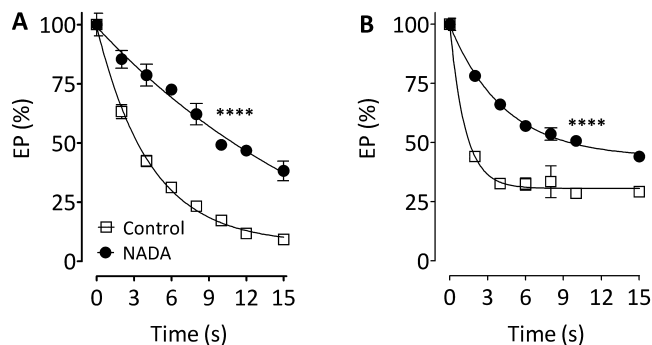 A
100
75
50
25
0
EP (%)
****
Control
NADA
0 3 6 9 12 15
Time (s)
B
100
75
50
25
0
EP (%)
****
0 3 6 9 12 15
Time (s)